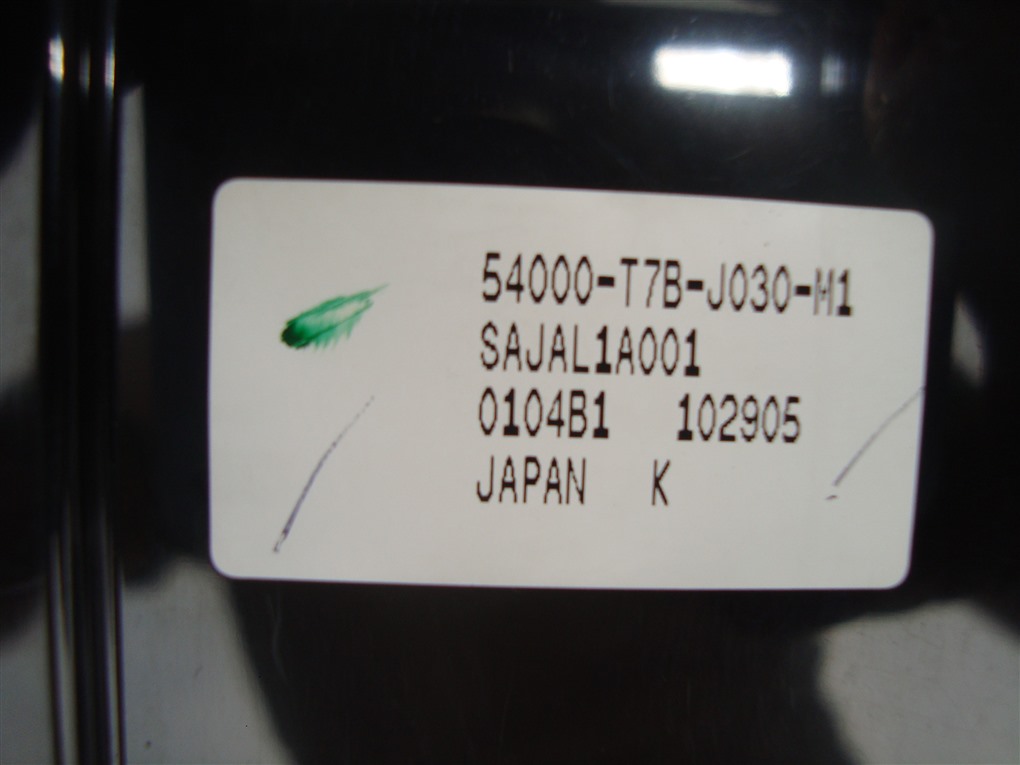 54000-T7B-J030-M1
SAJAL1A001
0104B1 102905
JAPAN K